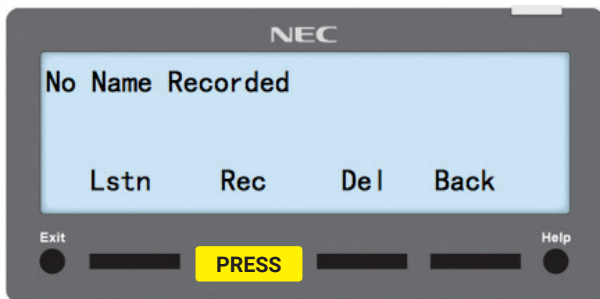 NEC
No Name Recorded
Lstn Rec Del Back
Exit Help
PRESS